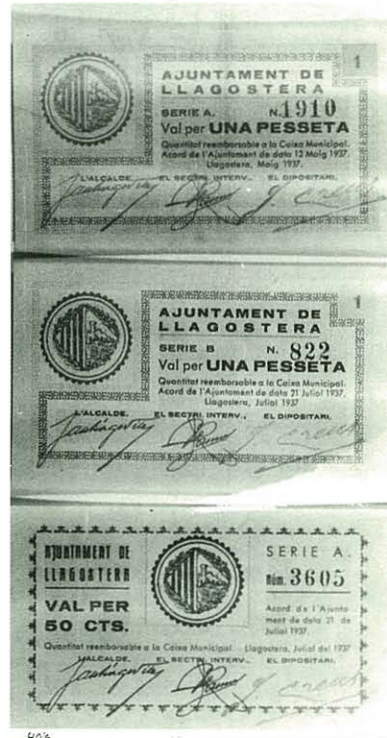 1
AJUNTAMENT DE
LLAGOSTERA
SERIE A. N. 1910
Val per UNA PESSETA
Quantitat reemborsable a la Caixa Municipal.
Acord de l'Ajuntament de data 12 Maig 1937.
Llagostera, Maig 1937.
L'ALCALDE, EL SECTRI. INTERV., EL DIPOSITARI,
1
AJUNTAMENT DE
LLAGOSTERA
SERIE B N. 822
Val per UNA PESSETA
Quantitat reemborsable a la Caixa Municipal.
Acord de l'Ajuntament de data 21 Juliol 1937.
Llagostera, Juliol 1937
L'ALCALDE, EL SECTRI. INTERV., EL DIPOSITARI,
AJUNTAMENT DE
LLAGOSTERA
VAL PER
50 CTS.
SERIE A.
Núm. 3605
Acord de l'Ajunta
ment de data 21 de
Juliol 1937.
Quantitat reemborsable a la Caixa Municipal. Llagostera, Juliol del 1937
L'ALCALDE, EL SECTRI. INTERV., EL DIPOSITARI,